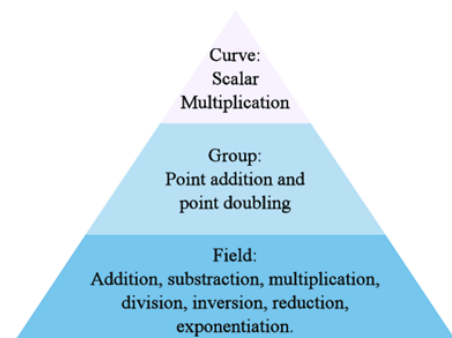 Curve:
Scalar
Multiplication
Group:
Point addition and
point doubling
Field:
Addition, substraction, multiplication,
division, inversion, reduction,
exponentiation.